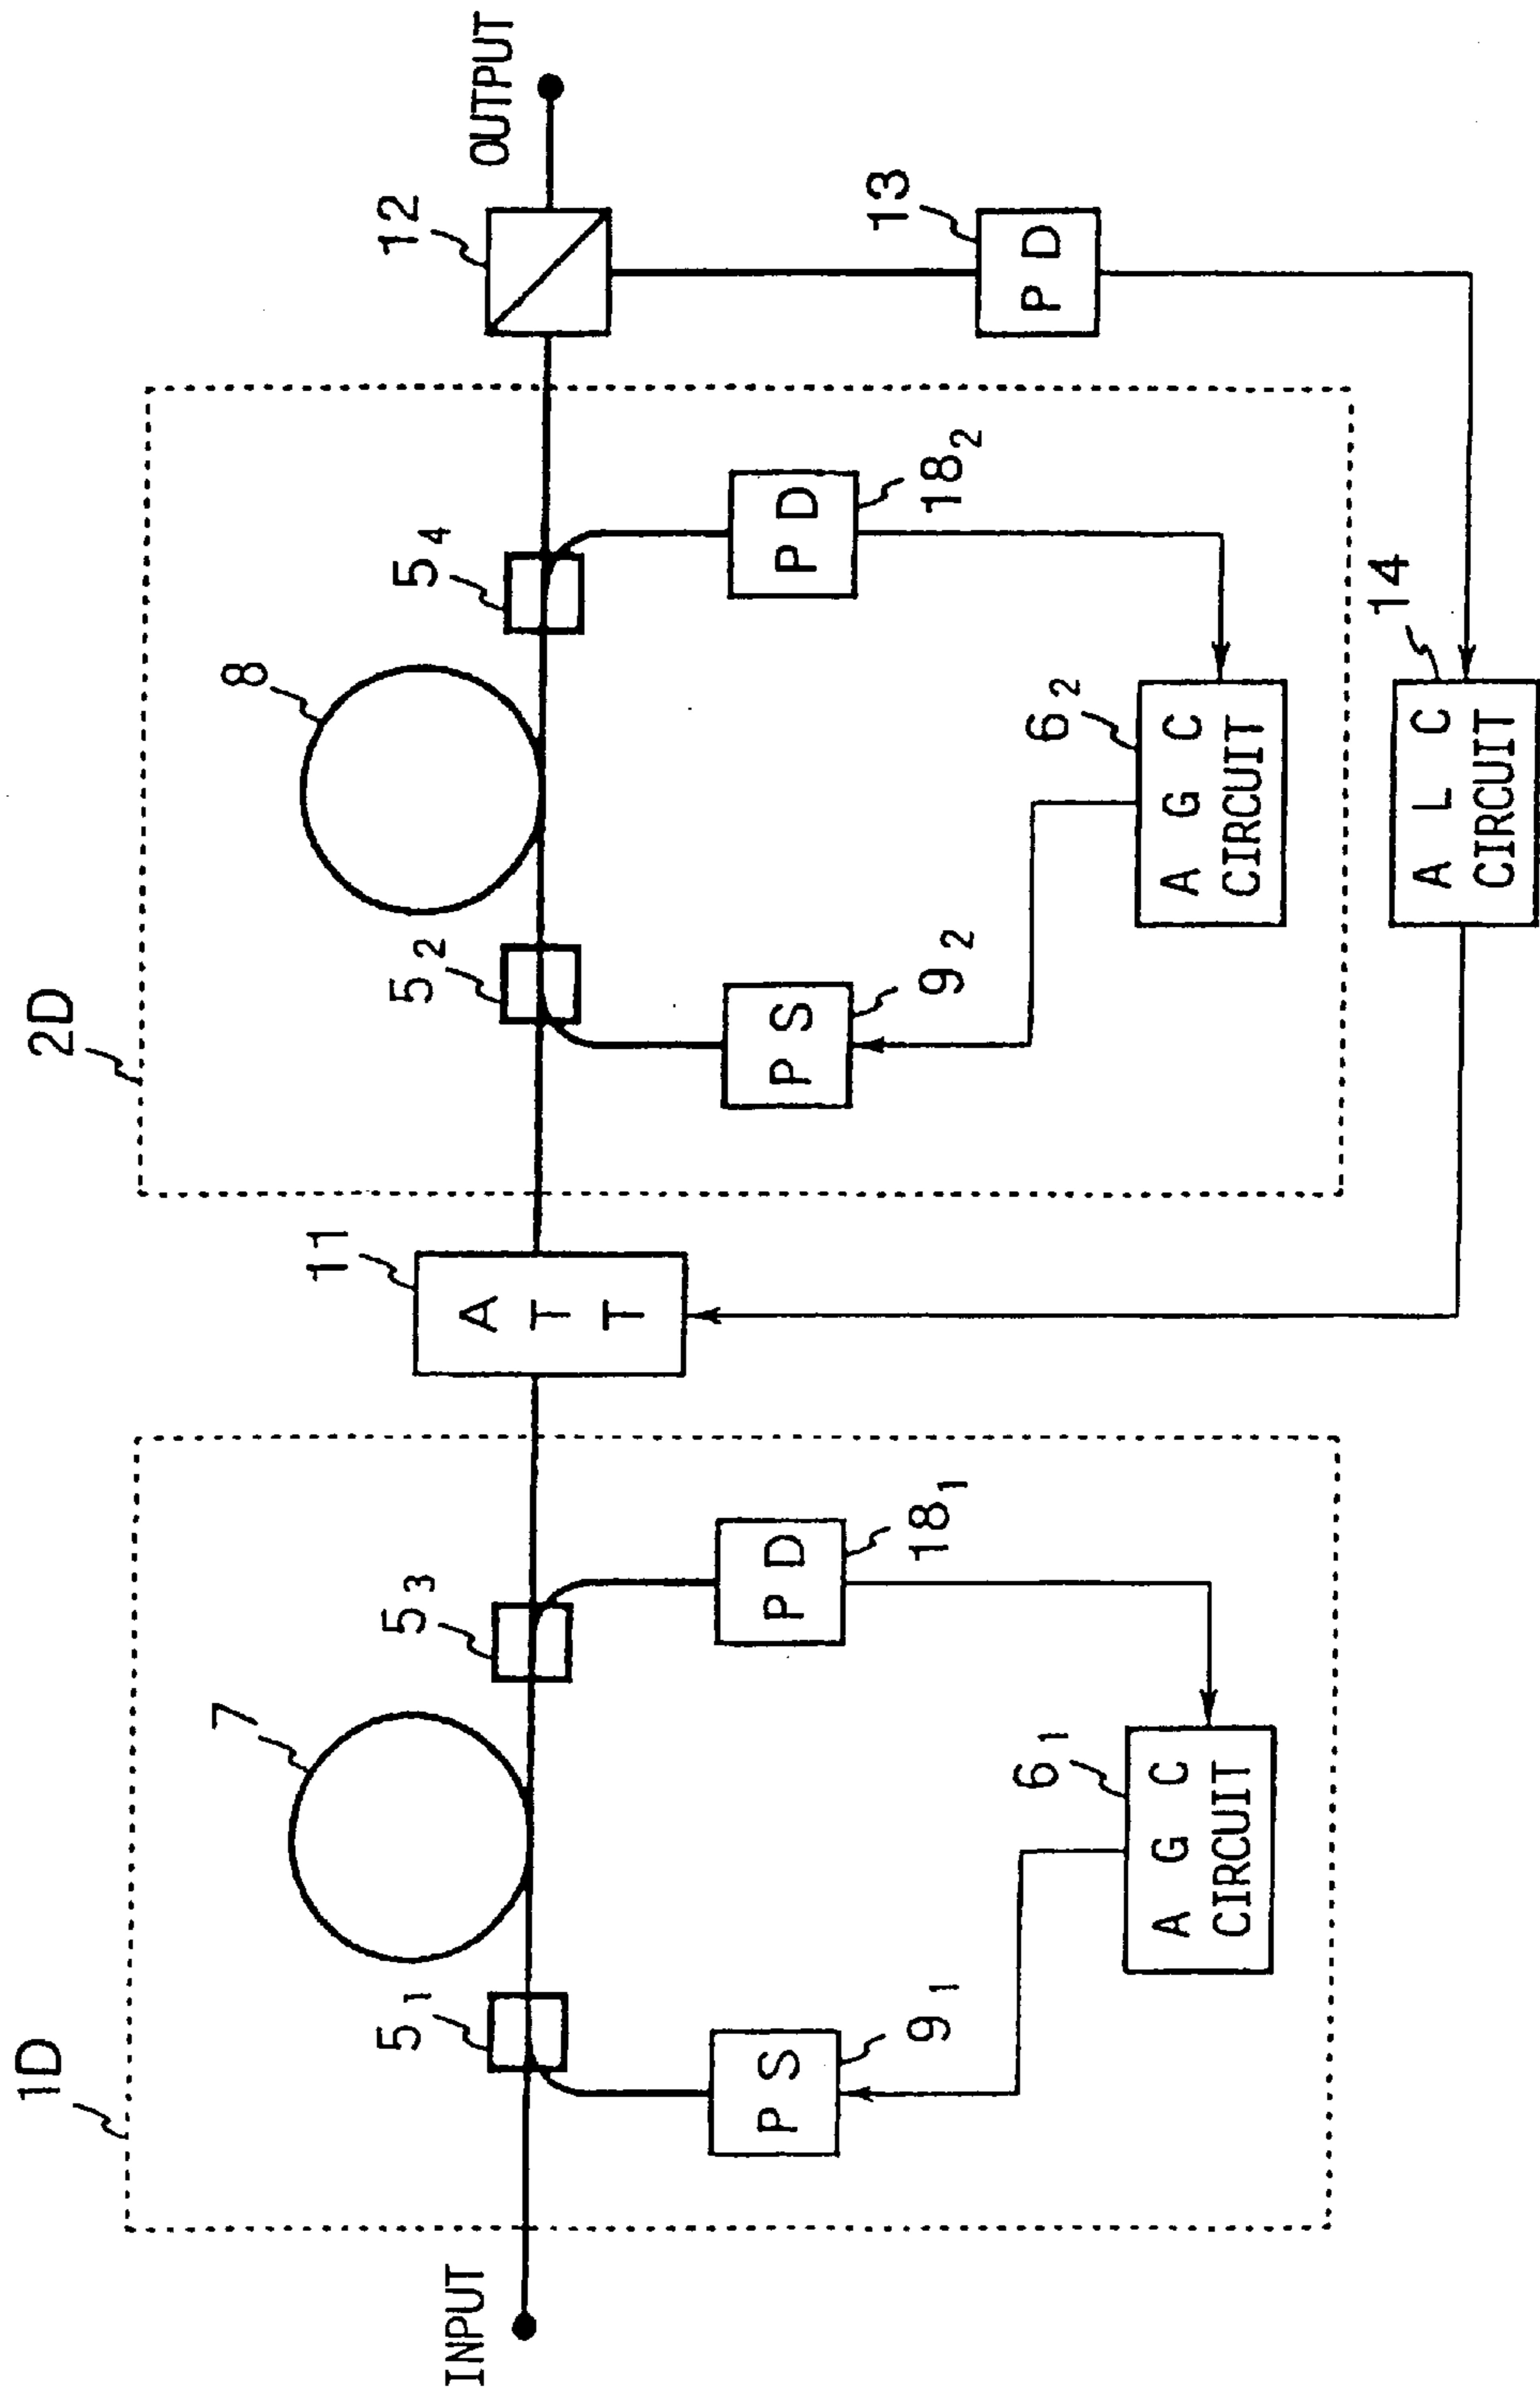 1D
2D
7
8
5₁
5₃
11
5₂
5₄
12
INPUT
OUTPUT
A T T
P S
9₁
P D
18₁
P S
9₂
P D
18₂
P D
13
6₁
A G C
CIRCUIT
6₂
A G C
CIRCUIT
14
A L C
CIRCUIT